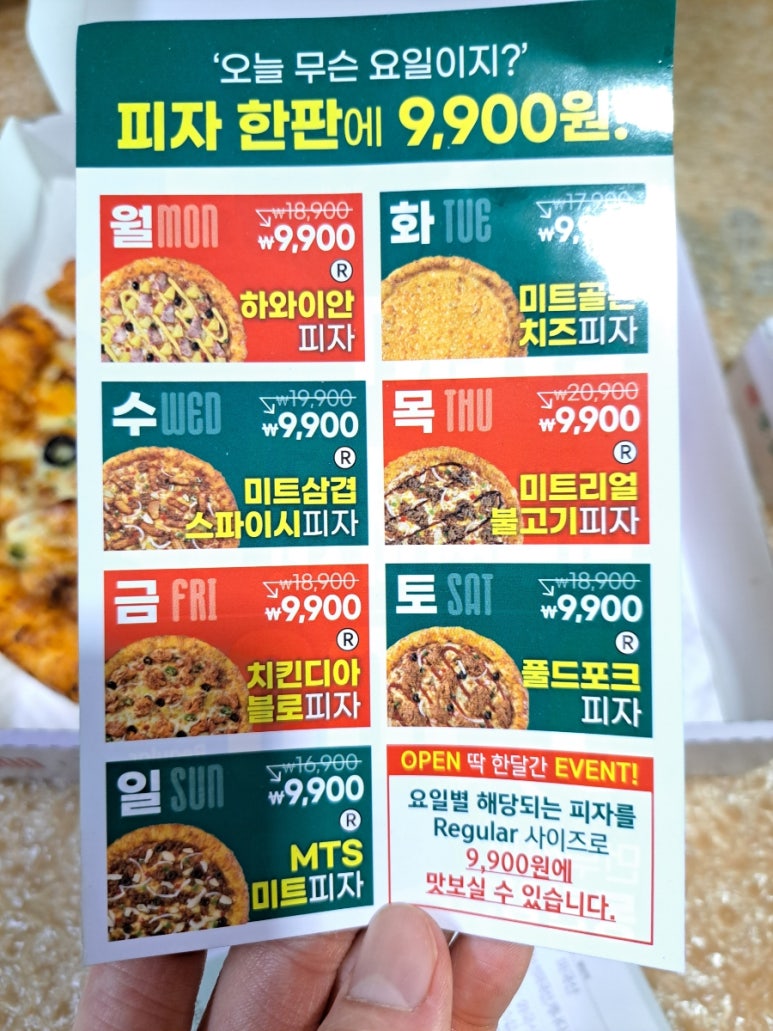 '오늘 무슨 요일이지?'
피자 한판에 9,900원!
월 MON
₩18,900
₩9,900
R
하와이안
피자
화 TUE
₩17,900
미트골든
치즈피자
수 WED
₩19,900
₩9,900
R
미트삼겹
스파이시피자
목 THU
₩20,900
₩9,900
R
미트리얼
불고기피자
금 FRI
₩18,900
₩9,900
R
치킨디아
블로피자
토 SAT
₩18,900
₩9,900
R
풀드포크
피자
일 SUN
₩16,900
₩9,900
R
MTS
미트피자
OPEN 딱 한달간 EVENT!
요일별 해당되는 피자를
Regular 사이즈로
9,900원에
맛보실 수 있습니다.